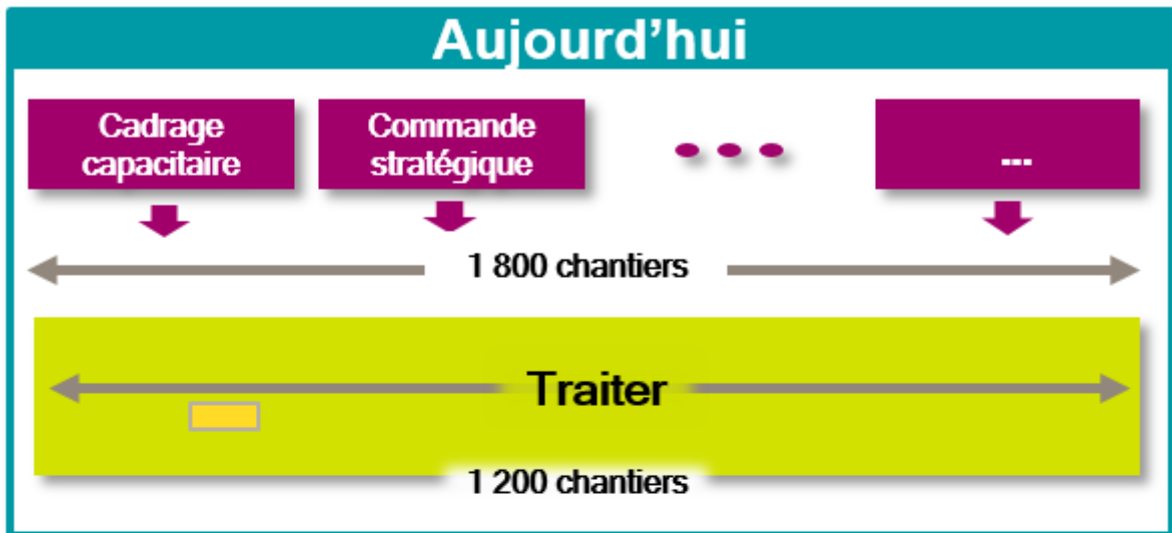 Aujourd’hui
Cadrage
capacitaire
Commande
stratégique
...
1 800 chantiers
Traiter
1 200 chantiers